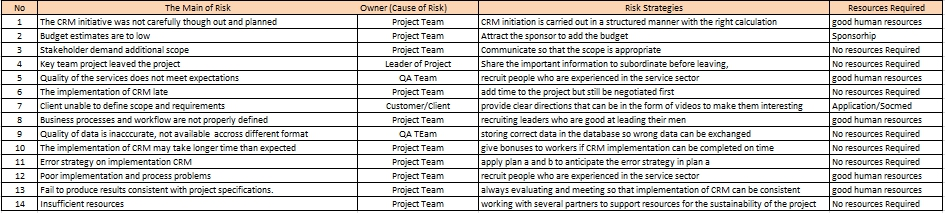 No The Main of Risk Owner (Cause of Risk) Risk Strategies Resources Required
1 The CRM initiative was not carefully though out and planned Project Team CRM initiation is carried out in a structured manner with the right calculation good human resources
2 Budget estimates are to low Project Team Attract the sponsor to add the budget Sponsorhip
3 Stakeholder demand additional scope Project Team Communicate so that the scope is appropriate No resources Required
4 Key team project leaved the project Leader of Project Share the important information to subordinate before leaving, No resources Required
5 Quality of the services does not meet expectations QA Team recruit people who are experienced in the service sector good human resources
6 The implementation of CRM late Project Team add time to the project but still be negotiated first No resources Required
7 Client unable to define scope and requirements Customer/Client provide clear directions that can be in the form of videos to make them interesting Application/Socmed
8 Business processes and workflow are not properly defined Project Team recruiting leaders who are good at leading their men good human resources
9 Quality of data is inacccurate, not available accross different format QA TEam storing correct data in the database so wrong data can be exchanged No resources Required
10 The implementation of CRM may take longer time than expected Project Team give bonuses to workers if CRM implementation can be completed on time No resources Required
11 Error strategy on implementation CRM Project Team apply plan a and b to anticipate the error strategy in plan a No resources Required
12 Poor implementation and process problems Project Team recruit people who are experienced in the service sector good human resources
13 Fail to produce results consistent with project specifications. Project Team always evaluating and meeting so that implementation of CRM can be consistent good human resources
14 Insufficient resources Project Team working with several partners to support resources for the sustainability of the project No resources Required